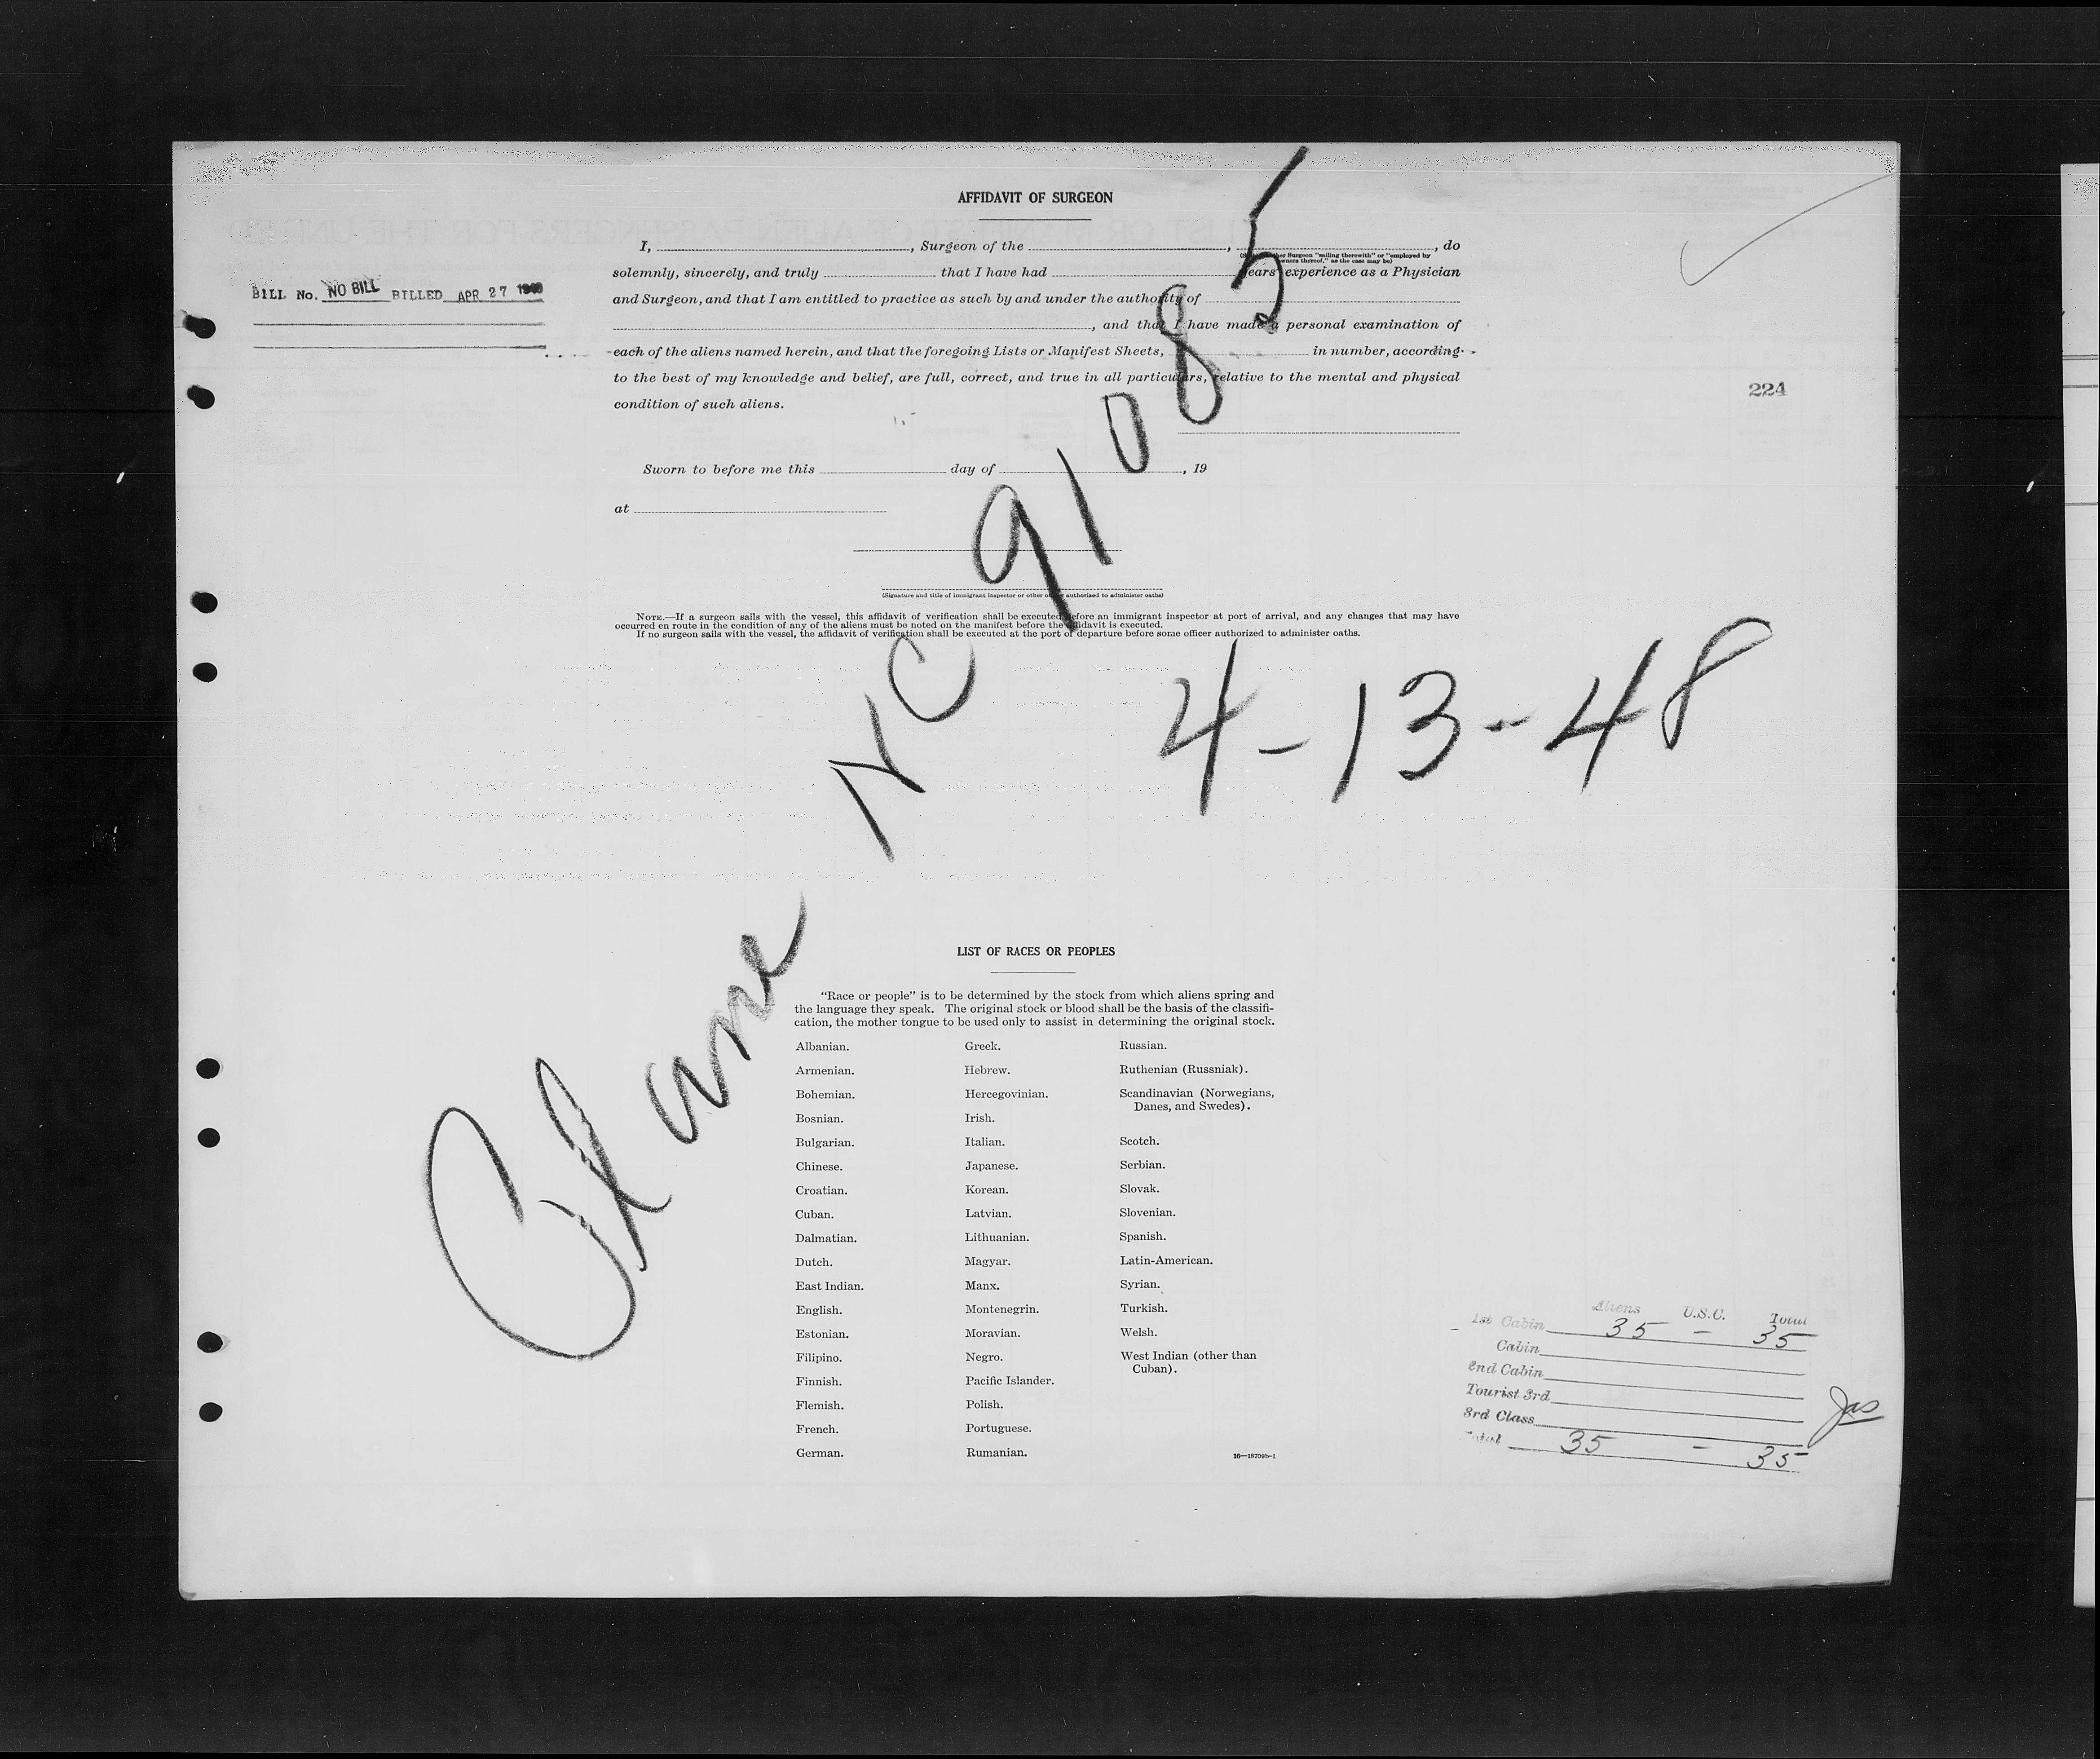 AFFIDAVIT OF SURGEON
I, , Surgeon of the , , do
solemnly, sincerely, and truly that I have had years' experience as a Physician
and Surgeon, and that I am entitled to practice as such by and under the authority of
, and that I have made a personal examination of
each of the aliens named herein, and that the foregoing Lists or Manifest Sheets, in number, according
to the best of my knowledge and belief, are full, correct, and true in all particulars, relative to the mental and physical
condition of such aliens.
BILL No. NO BILL BILLED APR 27
224
Sworn to before me this day of , 19
at
(Signature and title of immigrant inspector or other officer authorized to administer oaths)
NOTE.—If a surgeon sails with the vessel, this affidavit of verification shall be executed before an immigrant inspector at port of arrival, and any changes that may have
occurred en route in the condition of any of the aliens must be noted on the manifest before the affidavit is executed.
If no surgeon sails with the vessel, the affidavit of verification shall be executed at the port of departure before some officer authorized to administer oaths.
NC 91085
4-13-48
LIST OF RACES OR PEOPLES
"Race or people" is to be determined by the stock from which aliens spring and
the language they speak. The original stock or blood shall be the basis of the classifi-
cation, the mother tongue to be used only to assist in determining the original stock.
Albanian.
Armenian.
Bohemian.
Bosnian.
Bulgarian.
Chinese.
Croatian.
Cuban.
Dalmatian.
Dutch.
East Indian.
English.
Estonian.
Filipino.
Finnish.
Flemish.
French.
German.
Greek.
Hebrew.
Hercegovinian.
Irish.
Italian.
Japanese.
Korean.
Latvian.
Lithuanian.
Magyar.
Manx.
Montenegrin.
Moravian.
Negro.
Pacific Islander.
Polish.
Portuguese.
Rumanian.
Russian.
Ruthenian (Russniak).
Scandinavian (Norwegians,
Danes, and Swedes).
Scotch.
Serbian.
Slovak.
Slovenian.
Spanish.
Latin-American.
Syrian.
Turkish.
Welsh.
West Indian (other than
Cuban).
Aliens U.S.C. Total
1st Cabin 35 – 35
Cabin
2nd Cabin
Tourist 3rd
3rd Class
Total 35 – 35